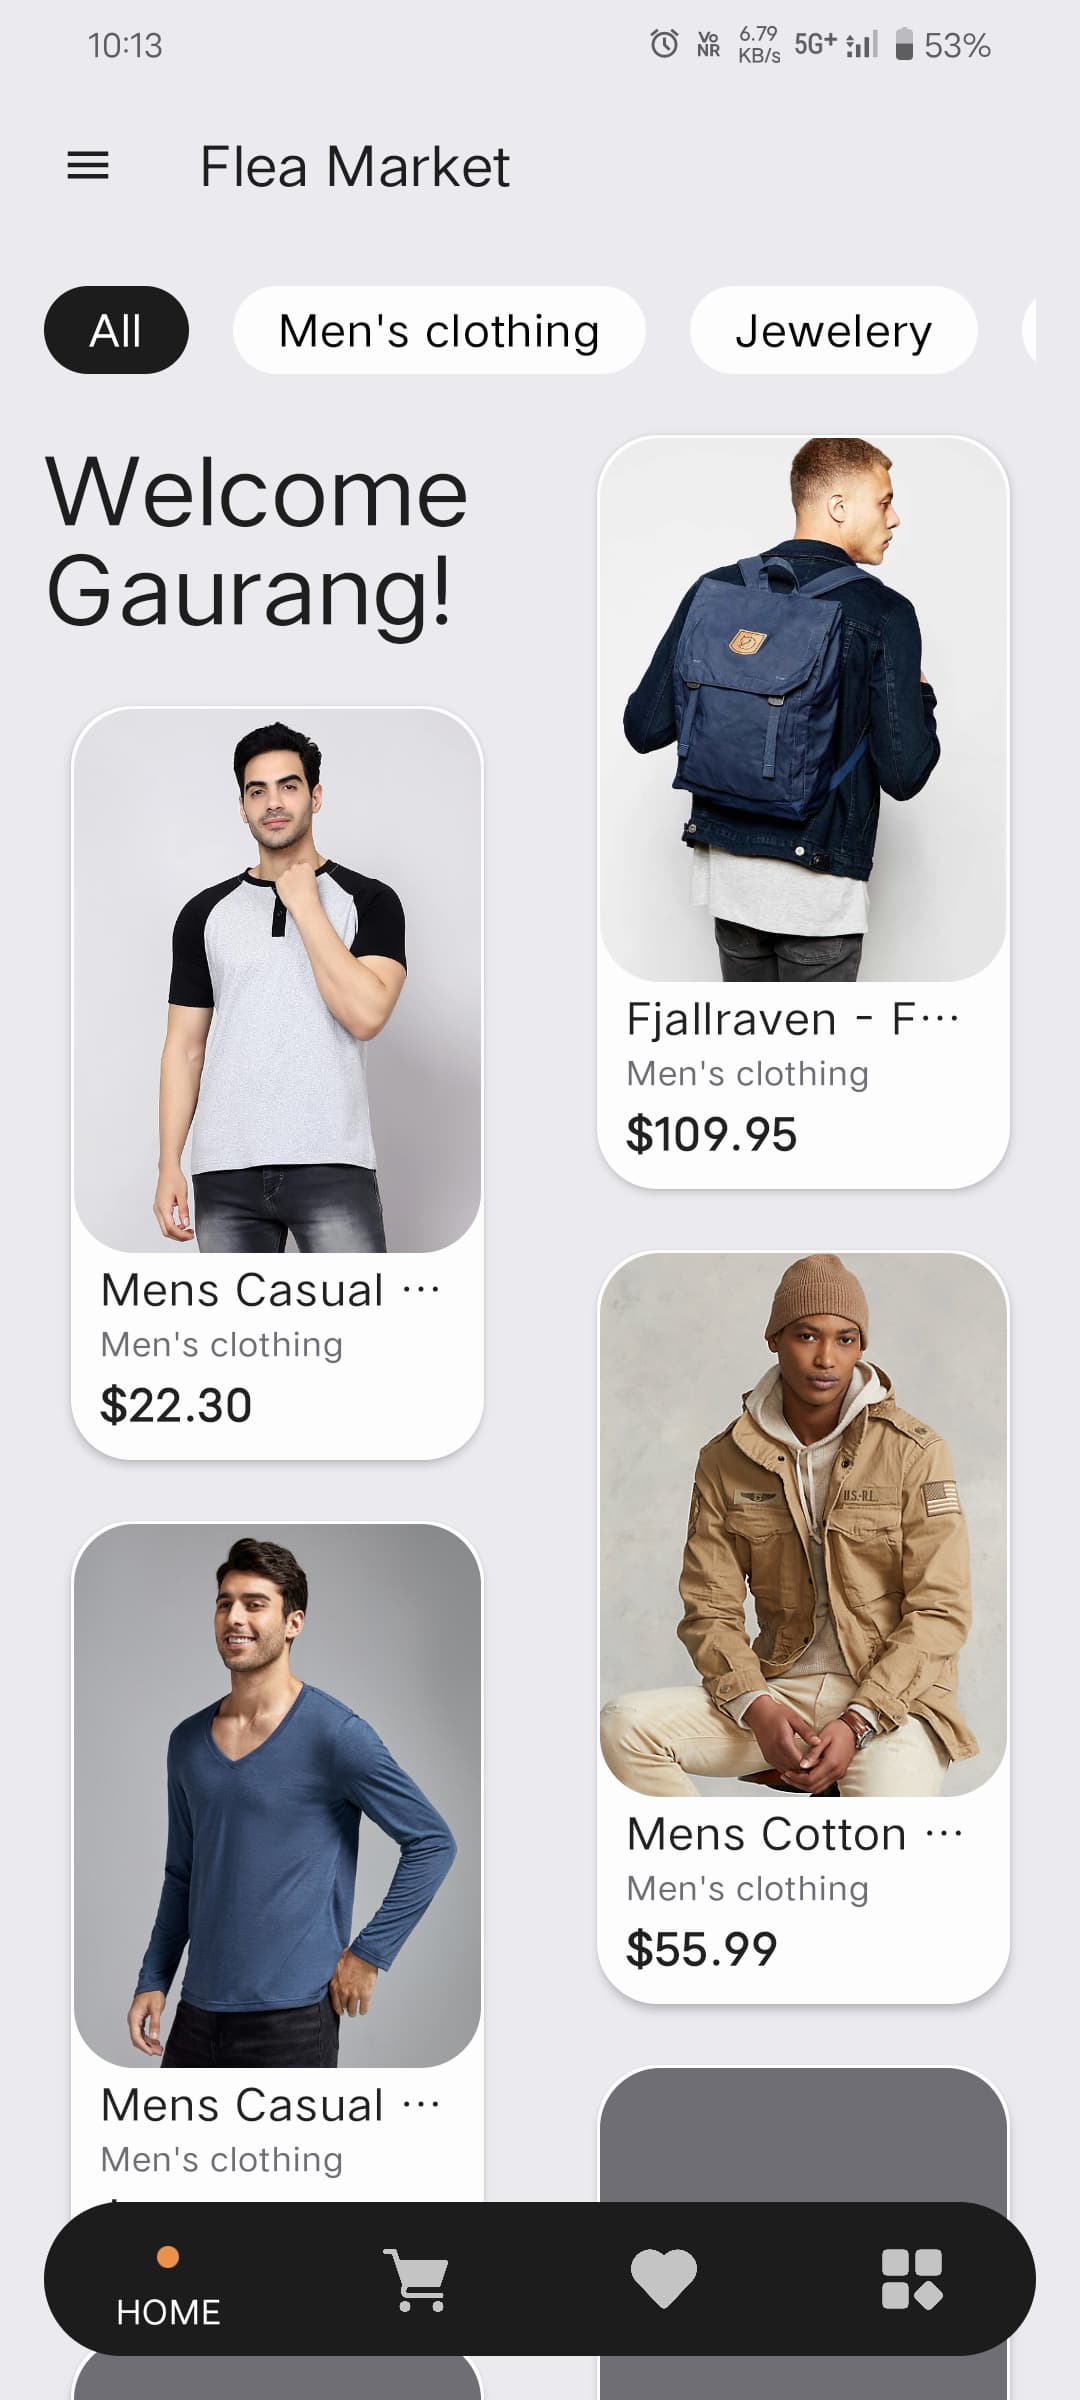 10:13
Vo
NR
6.79
KB/s
5G+
53%
Flea Market
All
Men's clothing
Jewelery
Welcome
Gaurang!
Fjallraven - F...
Men's clothing
$109.95
Mens Casual ...
Men's clothing
$22.30
U.S.-R.L.
Mens Cotton ...
Men's clothing
$55.99
Mens Casual ...
Men's clothing
HOME